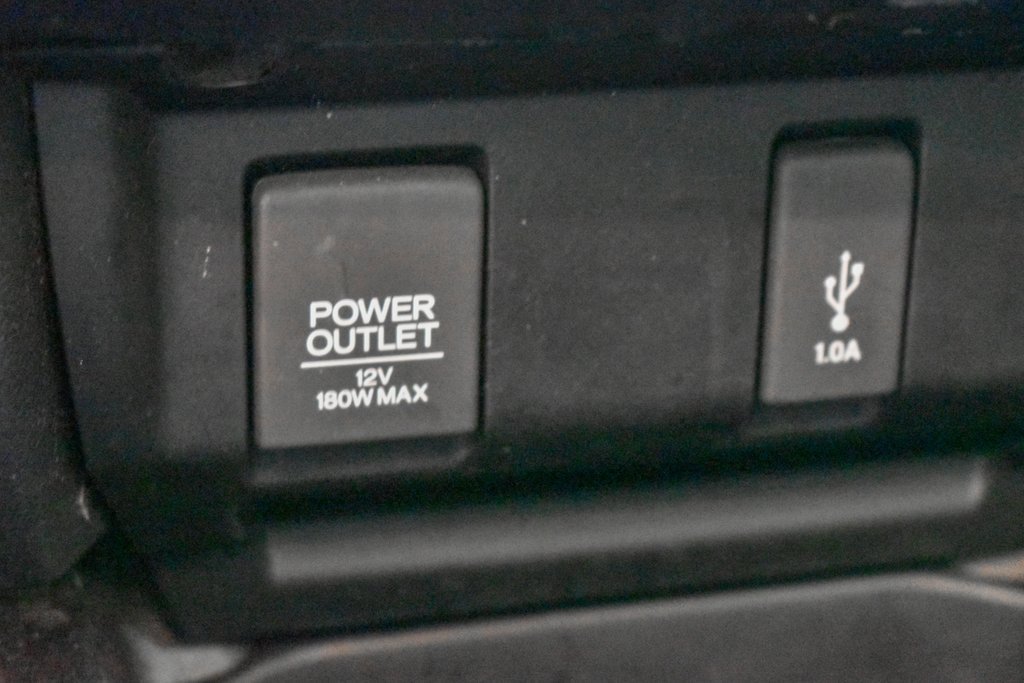 POWER
OUTLET
12V
180W MAX
1.0A